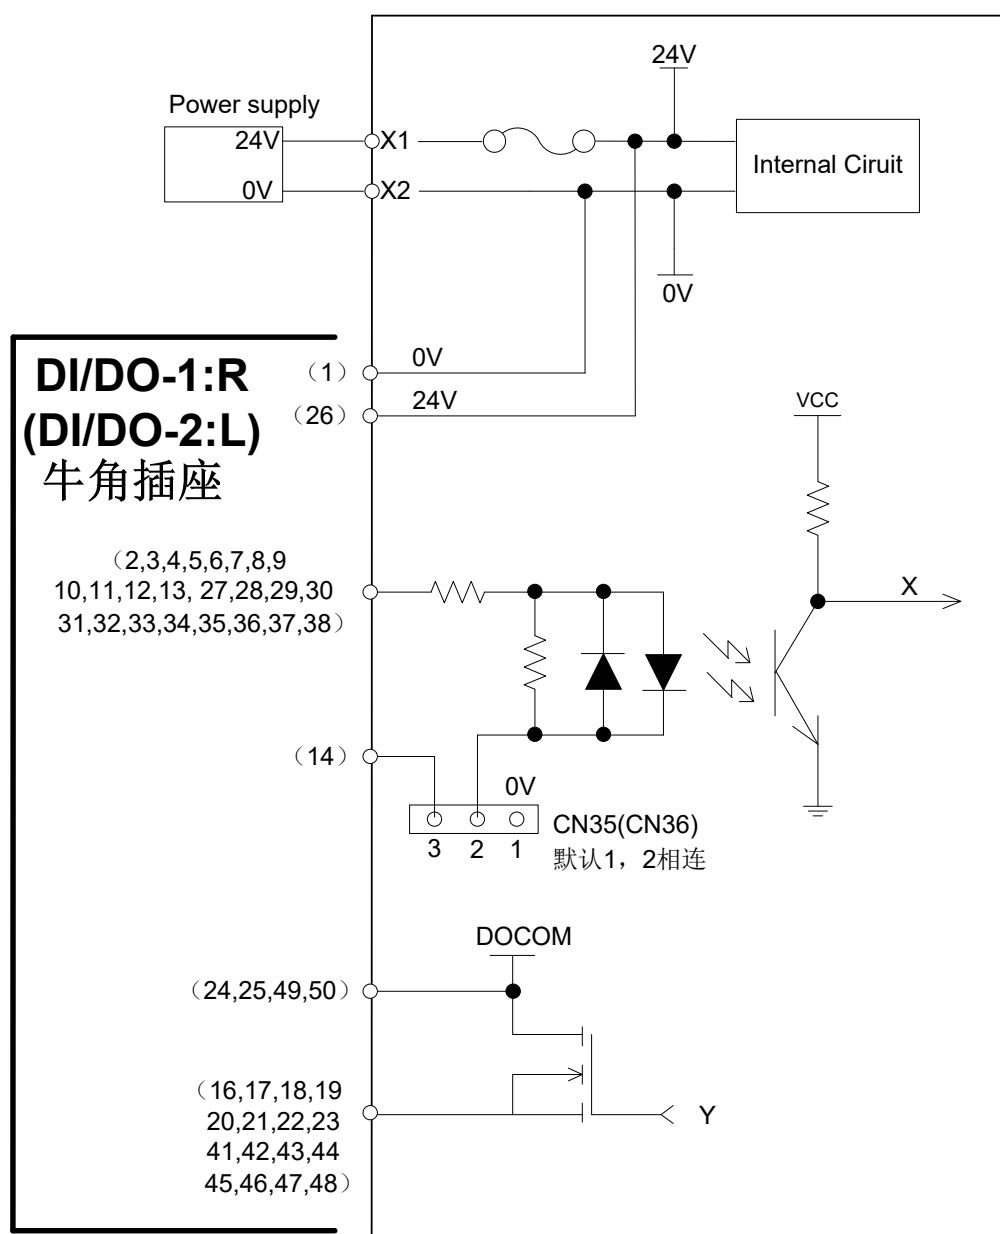 24V
Power supply
24V
X1
Internal Ciruit
0V
X2
0V
DI/DO-1:R
(DI/DO-2:L)
牛角插座
（1）
0V
（26）
24V
VCC
（2,3,4,5,6,7,8,9
10,11,12,13, 27,28,29,30
31,32,33,34,35,36,37,38）
X
（14）
0V
3 2 1
CN35(CN36)
默认1，2相连
DOCOM
（24,25,49,50）
（16,17,18,19
20,21,22,23
41,42,43,44
45,46,47,48）
Y